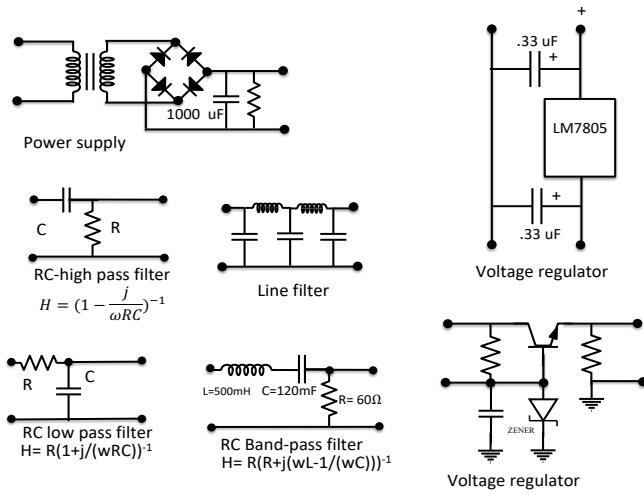 1000 uF
Power supply
C
R
RC-high pass filter
H = (1 − j/ωRC)⁻¹
Line filter
R
C
RC low pass filter
H= R(1+j/(wRC))⁻¹
L=500mH
C=120mF
R= 60Ω
RC Band-pass filter
H= R(R+j(wL-1/(wC)))⁻¹
+
.33 uF
+
LM7805
+
.33 uF
Voltage regulator
ZENER
Voltage regulator